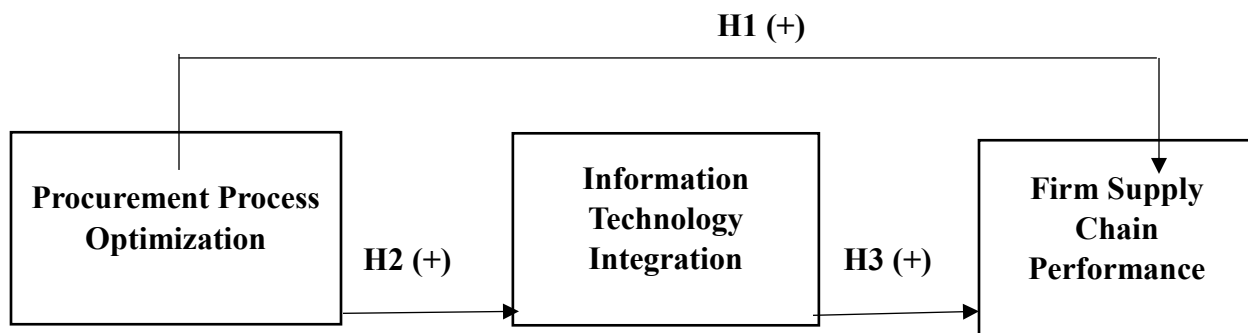 H1 (+)
Procurement Process
Optimization
H2 (+)
Information
Technology
Integration
H3 (+)
Firm Supply
Chain
Performance